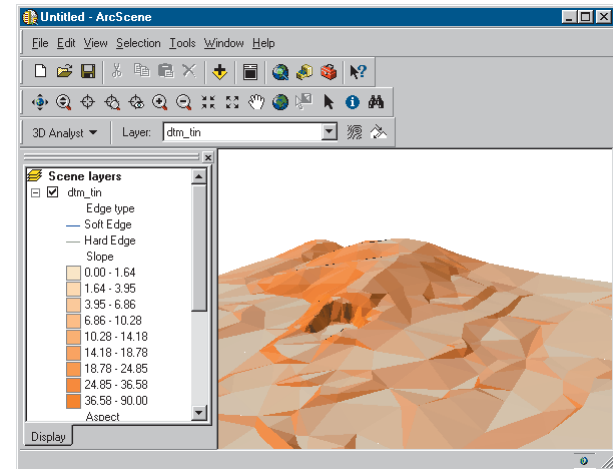 Untitled - ArcScene
File Edit View Selection Tools Window Help
3D Analyst Layer: dtm_tin
Scene layers
dtm_tin
Edge type
Soft Edge
Hard Edge
Slope
0.00 - 1.64
1.64 - 3.95
3.95 - 6.86
6.86 - 10.28
10.28 - 14.18
14.18 - 18.78
18.78 - 24.85
24.85 - 36.58
36.58 - 90.00
Aspect
Display